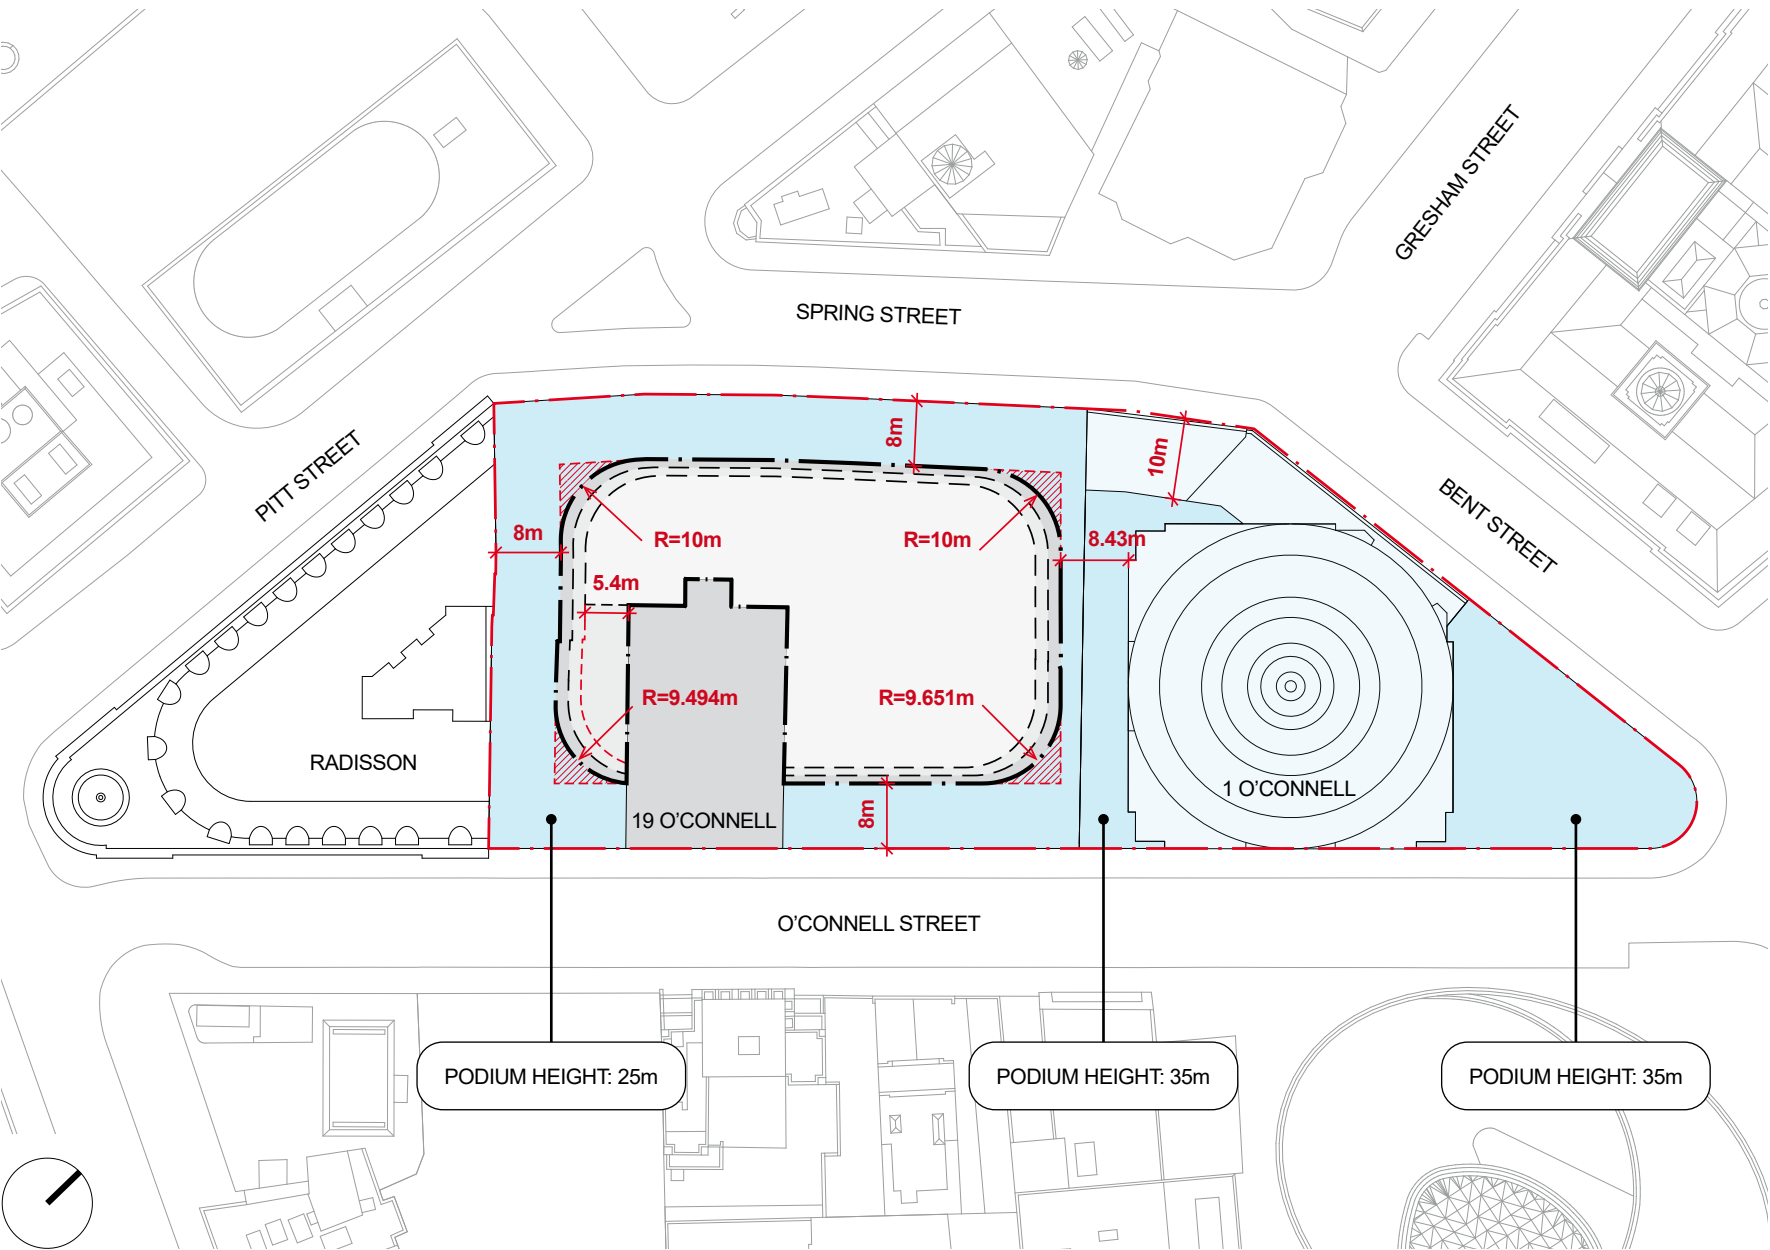 GRESHAM STREET
SPRING STREET
PITT STREET
BENT STREET
8m
10m
8m
R=10m
R=10m
8.43m
5.4m
R=9.494m
R=9.651m
RADISSON
1 O’CONNELL
19 O’CONNELL
8m
O’CONNELL STREET
PODIUM HEIGHT: 25m
PODIUM HEIGHT: 35m
PODIUM HEIGHT: 35m